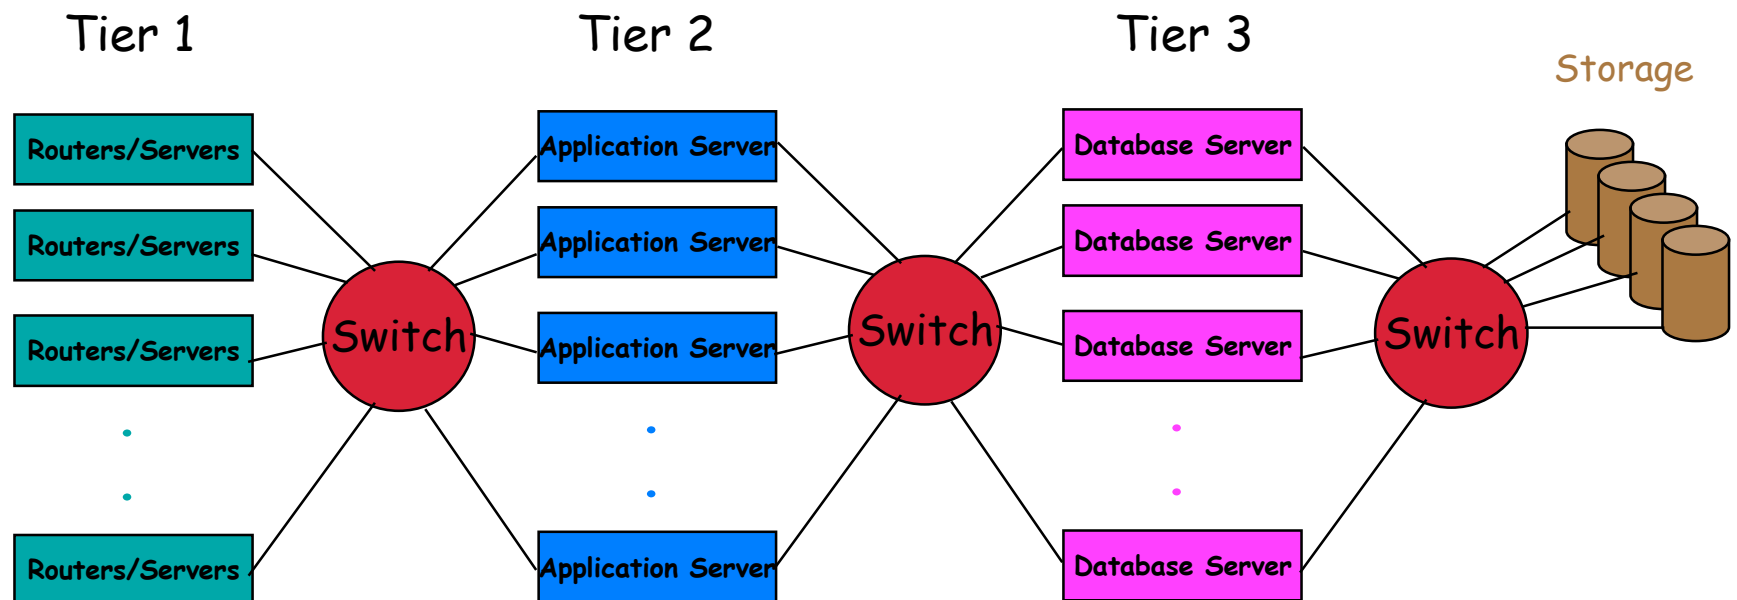 Tier 1
Tier 2
Tier 3
Storage
Routers/Servers
Application Server
Database Server
Routers/Servers
Application Server
Database Server
Routers/Servers
Switch
Application Server
Switch
Database Server
Switch
Routers/Servers
Application Server
Database Server